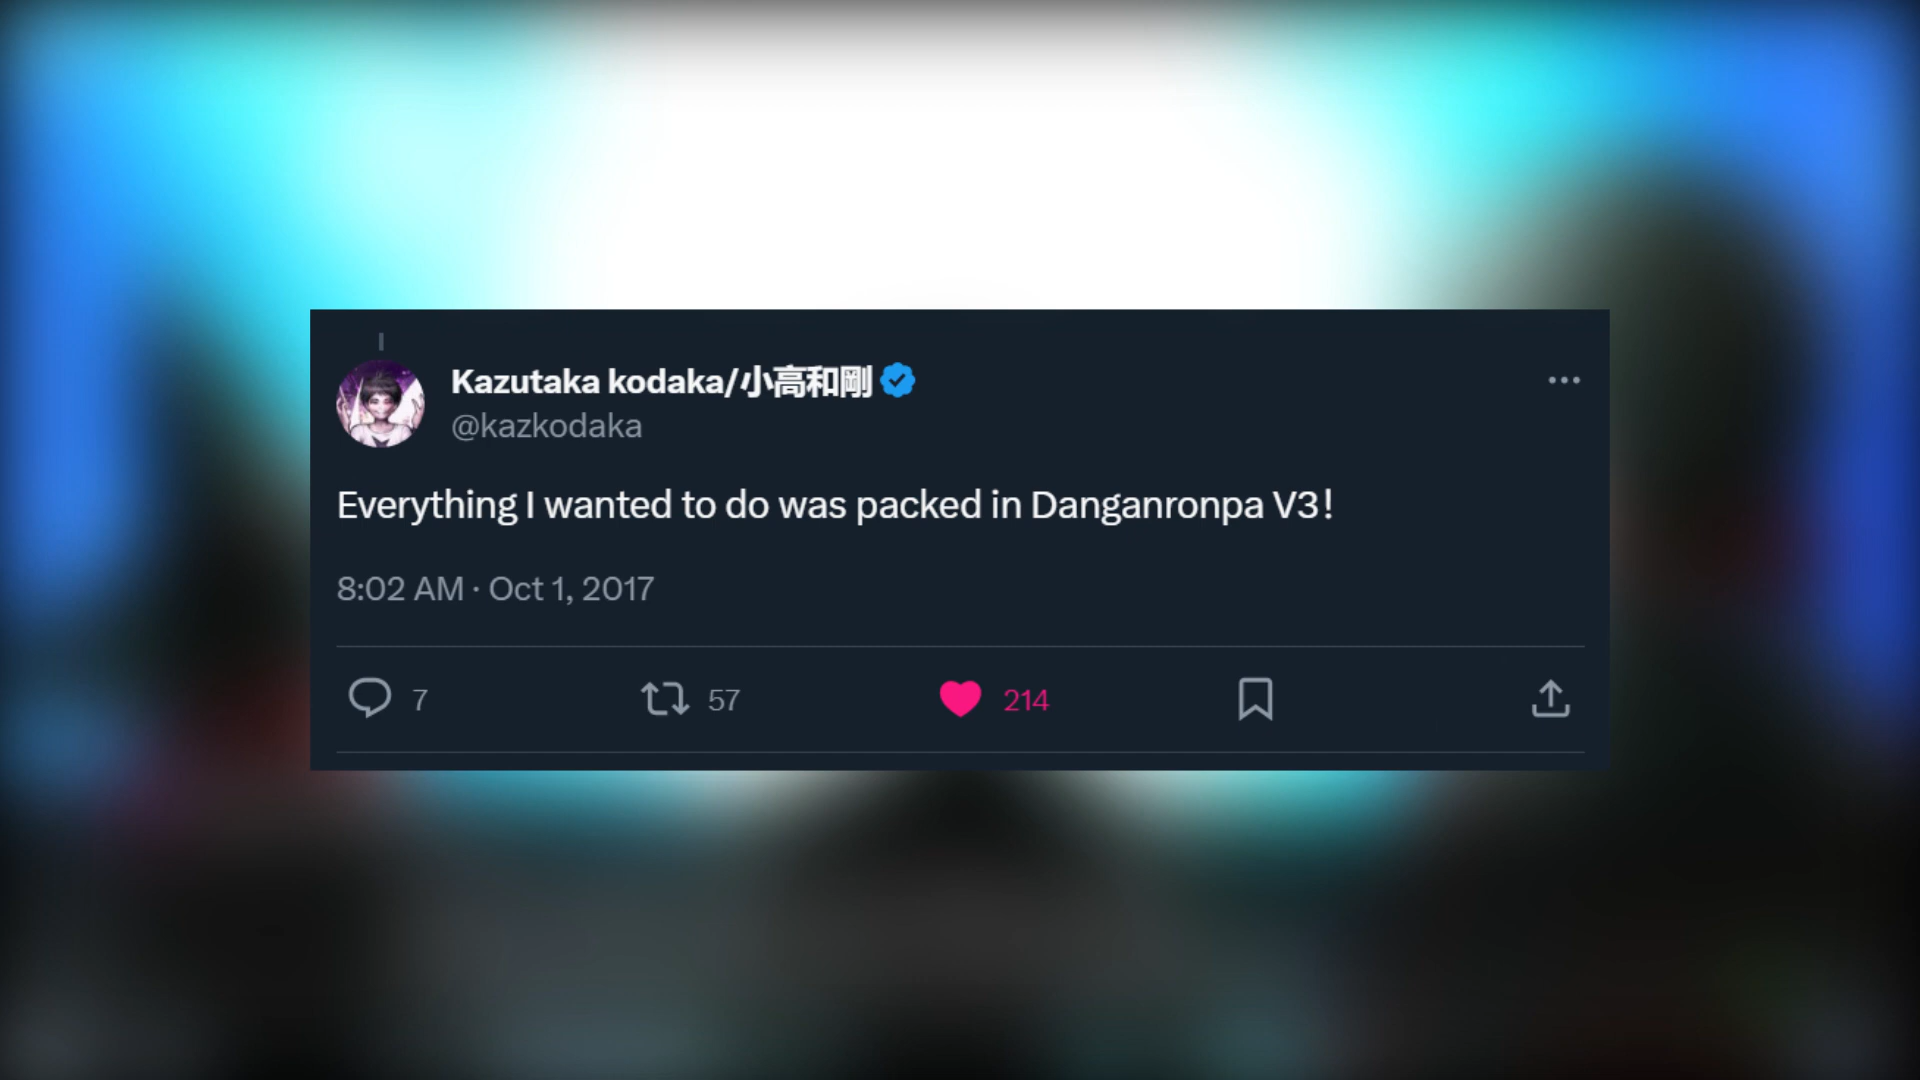 Kazutaka kodaka/小高和剛
@kazkodaka
Everything I wanted to do was packed in Danganronpa V3!
8:02 AM · Oct 1, 2017
7 57 214